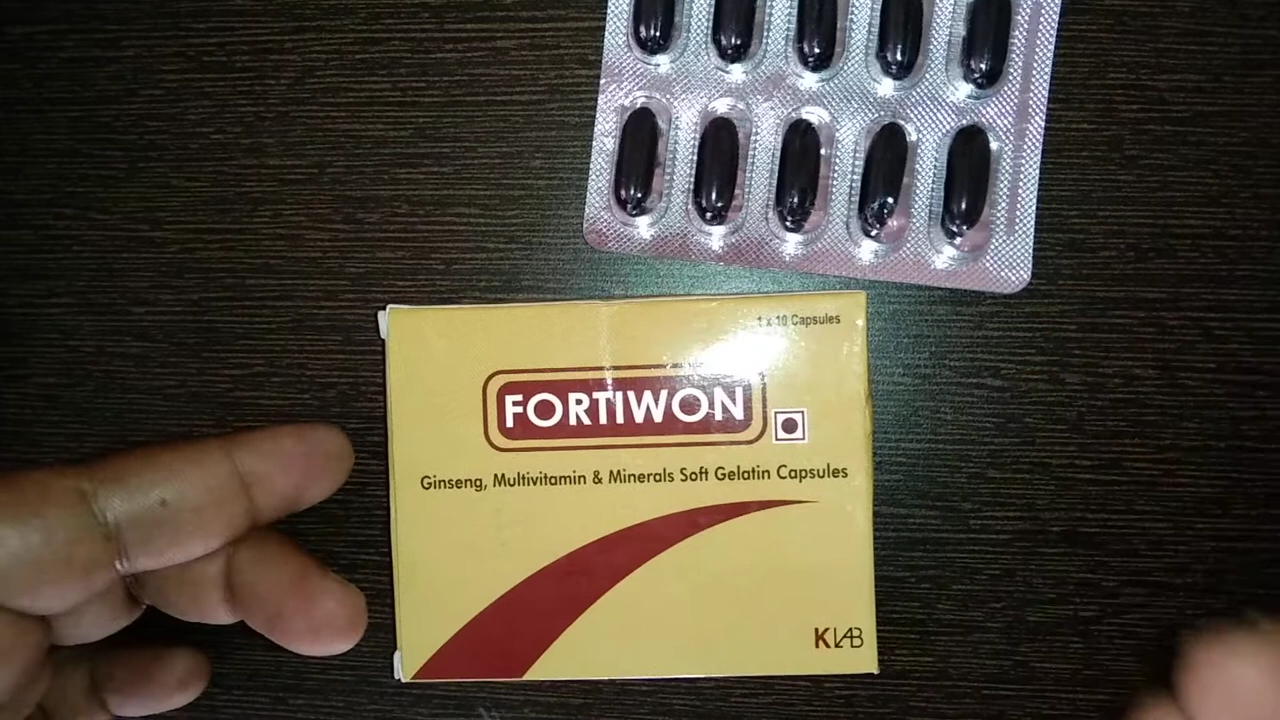 1 x 10 Capsules
FORTIWON
Ginseng, Multivitamin & Minerals Soft Gelatin Capsules
KLAB